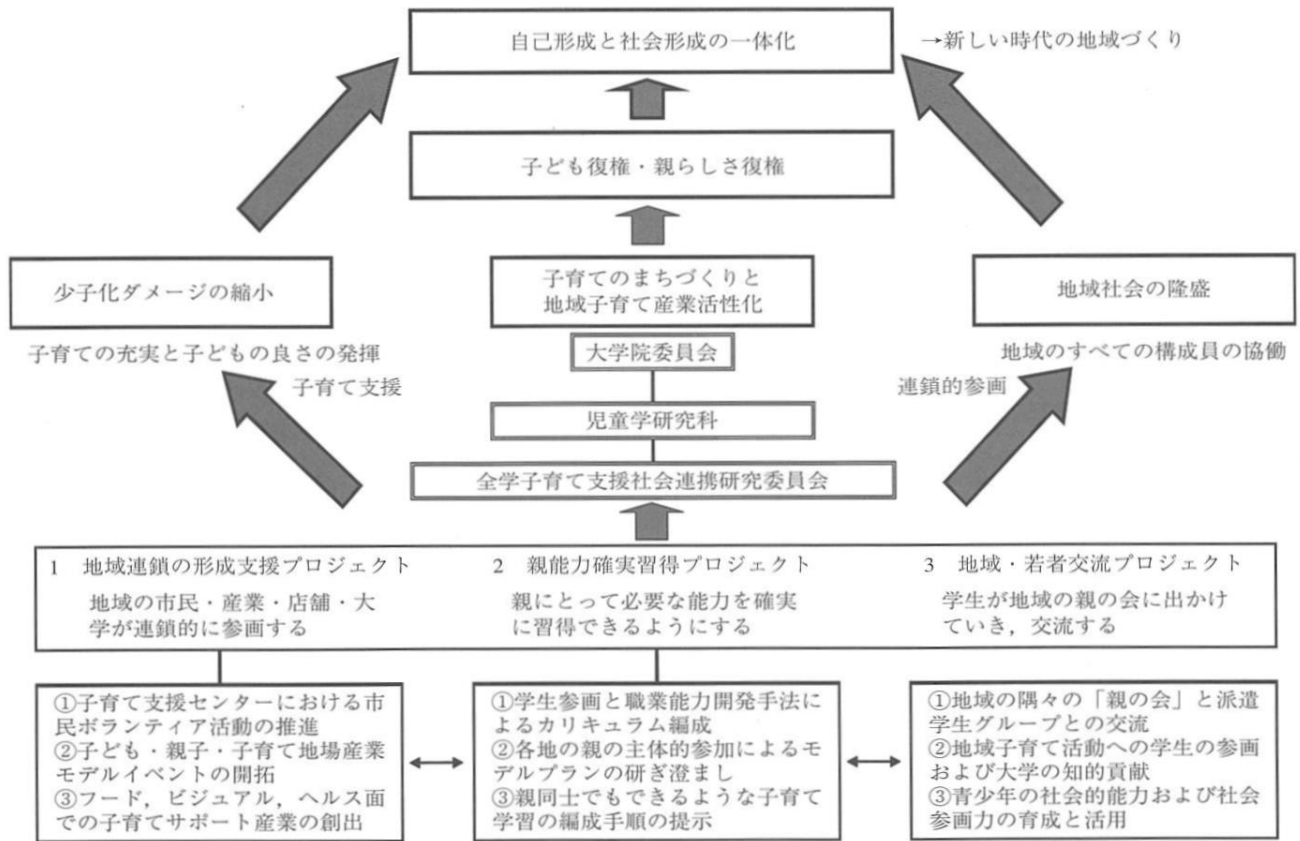 自己形成と社会形成の一体化
→新しい時代の地域づくり
子ども復権・親らしさ復権
少子化ダメージの縮小
子育てのまちづくりと
地域子育て産業活性化
地域社会の隆盛
子育ての充実と子どもの良さの発揮
大学院委員会
地域のすべての構成員の協働
子育て支援
連鎖的参画
児童学研究科
全学子育て支援社会連携研究委員会
1 地域連鎖の形成支援プロジェクト
地域の市民・産業・店舗・大
学が連鎖的に参画する
2 親能力確実習得プロジェクト
親にとって必要な能力を確実
に習得できるようにする
3 地域・若者交流プロジェクト
学生が地域の親の会に出かけ
ていき，交流する
①子育て支援センターにおける市
民ボランティア活動の推進
②子ども・親子・子育て地場産業
モデルイベントの開拓
③フード，ビジュアル，ヘルス面
での子育てサポート産業の創出
①学生参画と職業能力開発手法に
よるカリキュラム編成
②各地の親の主体的参加によるモ
デルプランの研ぎ澄まし
③親同士でもできるような子育て
学習の編成手順の提示
①地域の隅々の「親の会」と派遣
学生グループとの交流
②地域子育て活動への学生の参画
および大学の知的貢献
③青少年の社会的能力および社会
参画力の育成と活用